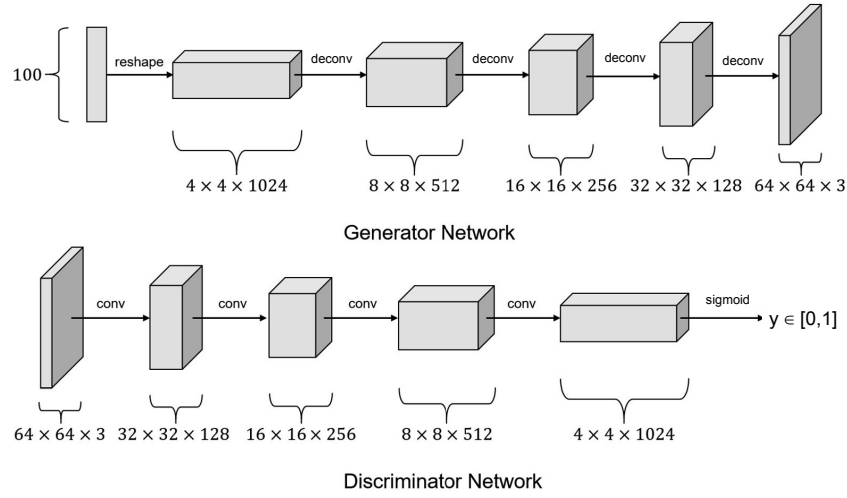 100
reshape
deconv
deconv
deconv
deconv
4 × 4 × 1024
8 × 8 × 512
16 × 16 × 256
32 × 32 × 128
64 × 64 × 3
Generator Network
conv
conv
conv
conv
sigmoid
y ∈ [0,1]
64 × 64 × 3
32 × 32 × 128
16 × 16 × 256
8 × 8 × 512
4 × 4 × 1024
Discriminator Network